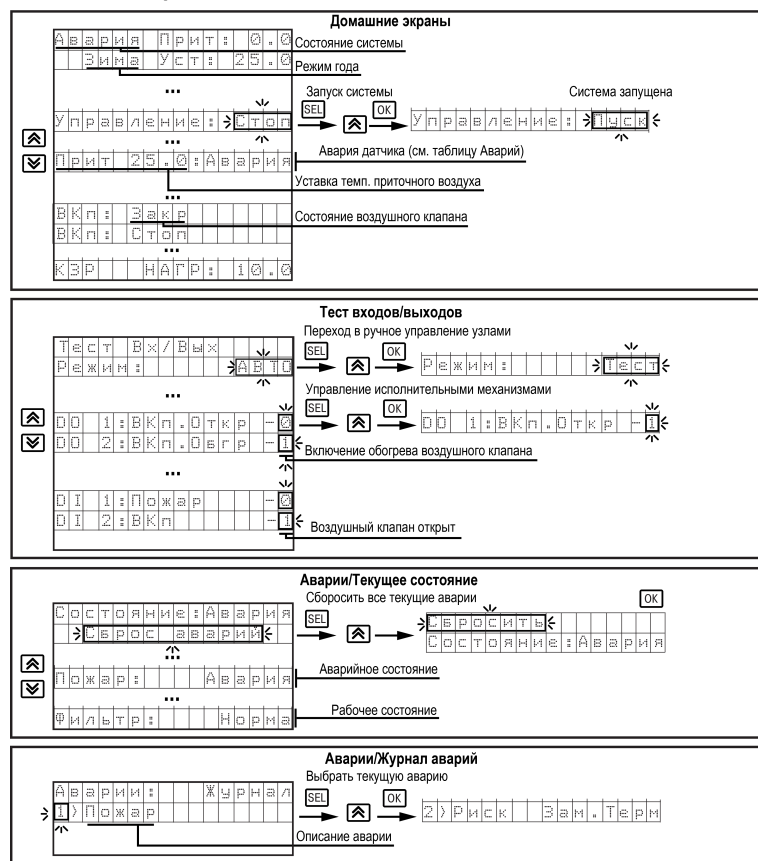 Домашние экраны
Авария Прит: 0.0
Состояние системы
Зима Уст: 25.0
Режим года
...
Запуск системы
Система запущена
Управление: Стоп
SEL
OK
Управление: Пуск
...
Авария датчика (см. таблицу Аварий)
Прит 25.0:Авария
Уставка темп. приточного воздуха
...
ВКп: Закр
Состояние воздушного клапана
ВКп: Стоп
...
КЗР НАГР: 10.0
Тест входов/выходов
Переход в ручное управление узлами
Тест Вх/Вых
Режим: АВТО
SEL
OK
Режим: Тест
...
Управление исполнительными механизмами
SEL
OK
DO 1:ВКп.Откр -0
DO 1:ВКп.Откр -1
DO 2:ВКп.Обгр -1
Включение обогрева воздушного клапана
...
DI 1:Пожар -0
DI 2:ВКп -1
Воздушный клапан открыт
Аварии/Текущее состояние
Сборосить все текущие аварии
OK
Состояние:Авария
SEL
Сбросить
Сброс аварий
Состояние:Авария
...
Аварийное состояние
Пожар: Авария
...
Рабочее состояние
Фильтр: Норма
Аварии/Журнал аварий
Выбрать текущую аварию
Аварии: Журнал
SEL
OK
1)Пожар
2)Риск Зам.Терм
Описание аварии